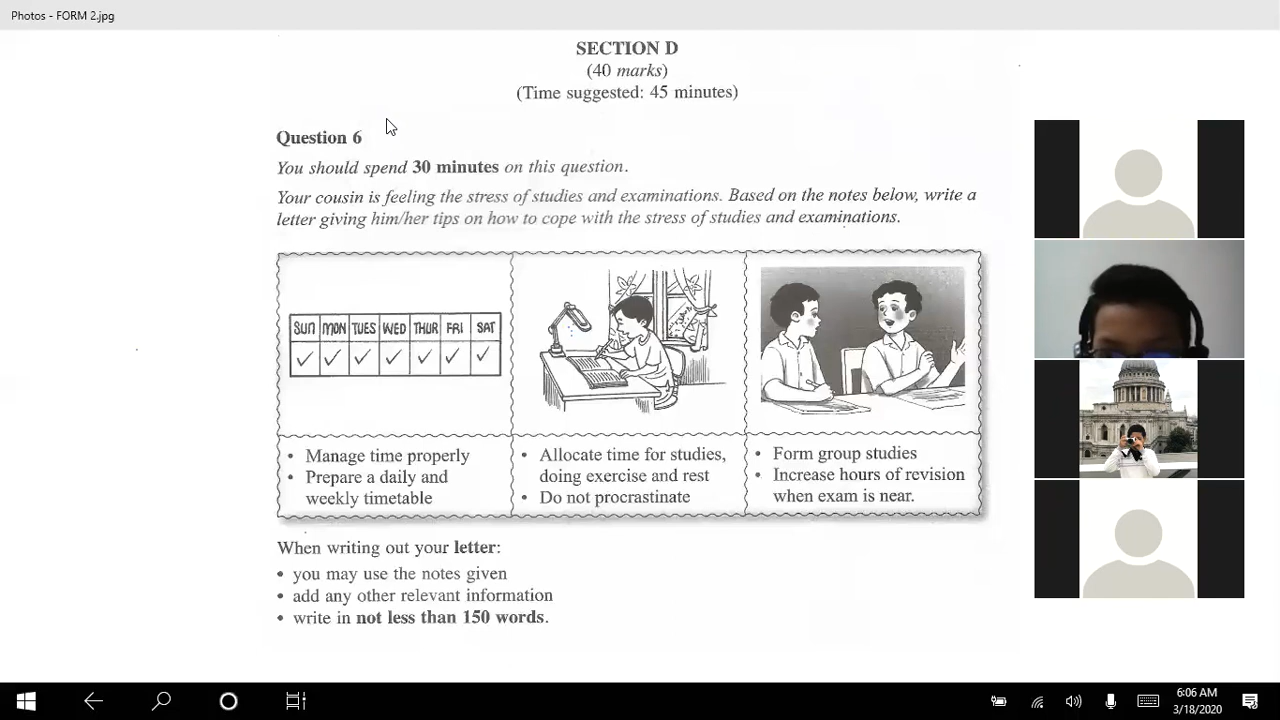 Photos - FORM 2.jpg
SECTION D
(40 marks)
(Time suggested: 45 minutes)
Question 6
You should spend 30 minutes on this question.
Your cousin is feeling the stress of studies and examinations. Based on the notes below, write a
letter giving him/her tips on how to cope with the stress of studies and examinations.
SUN MON TUES WED THUR FRI SAT
• Manage time properly
• Prepare a daily and
weekly timetable
• Allocate time for studies,
doing exercise and rest
• Do not procrastinate
• Form group studies
• Increase hours of revision
when exam is near.
When writing out your letter:
• you may use the notes given
• add any other relevant information
• write in not less than 150 words.
6:06 AM
3/18/2020